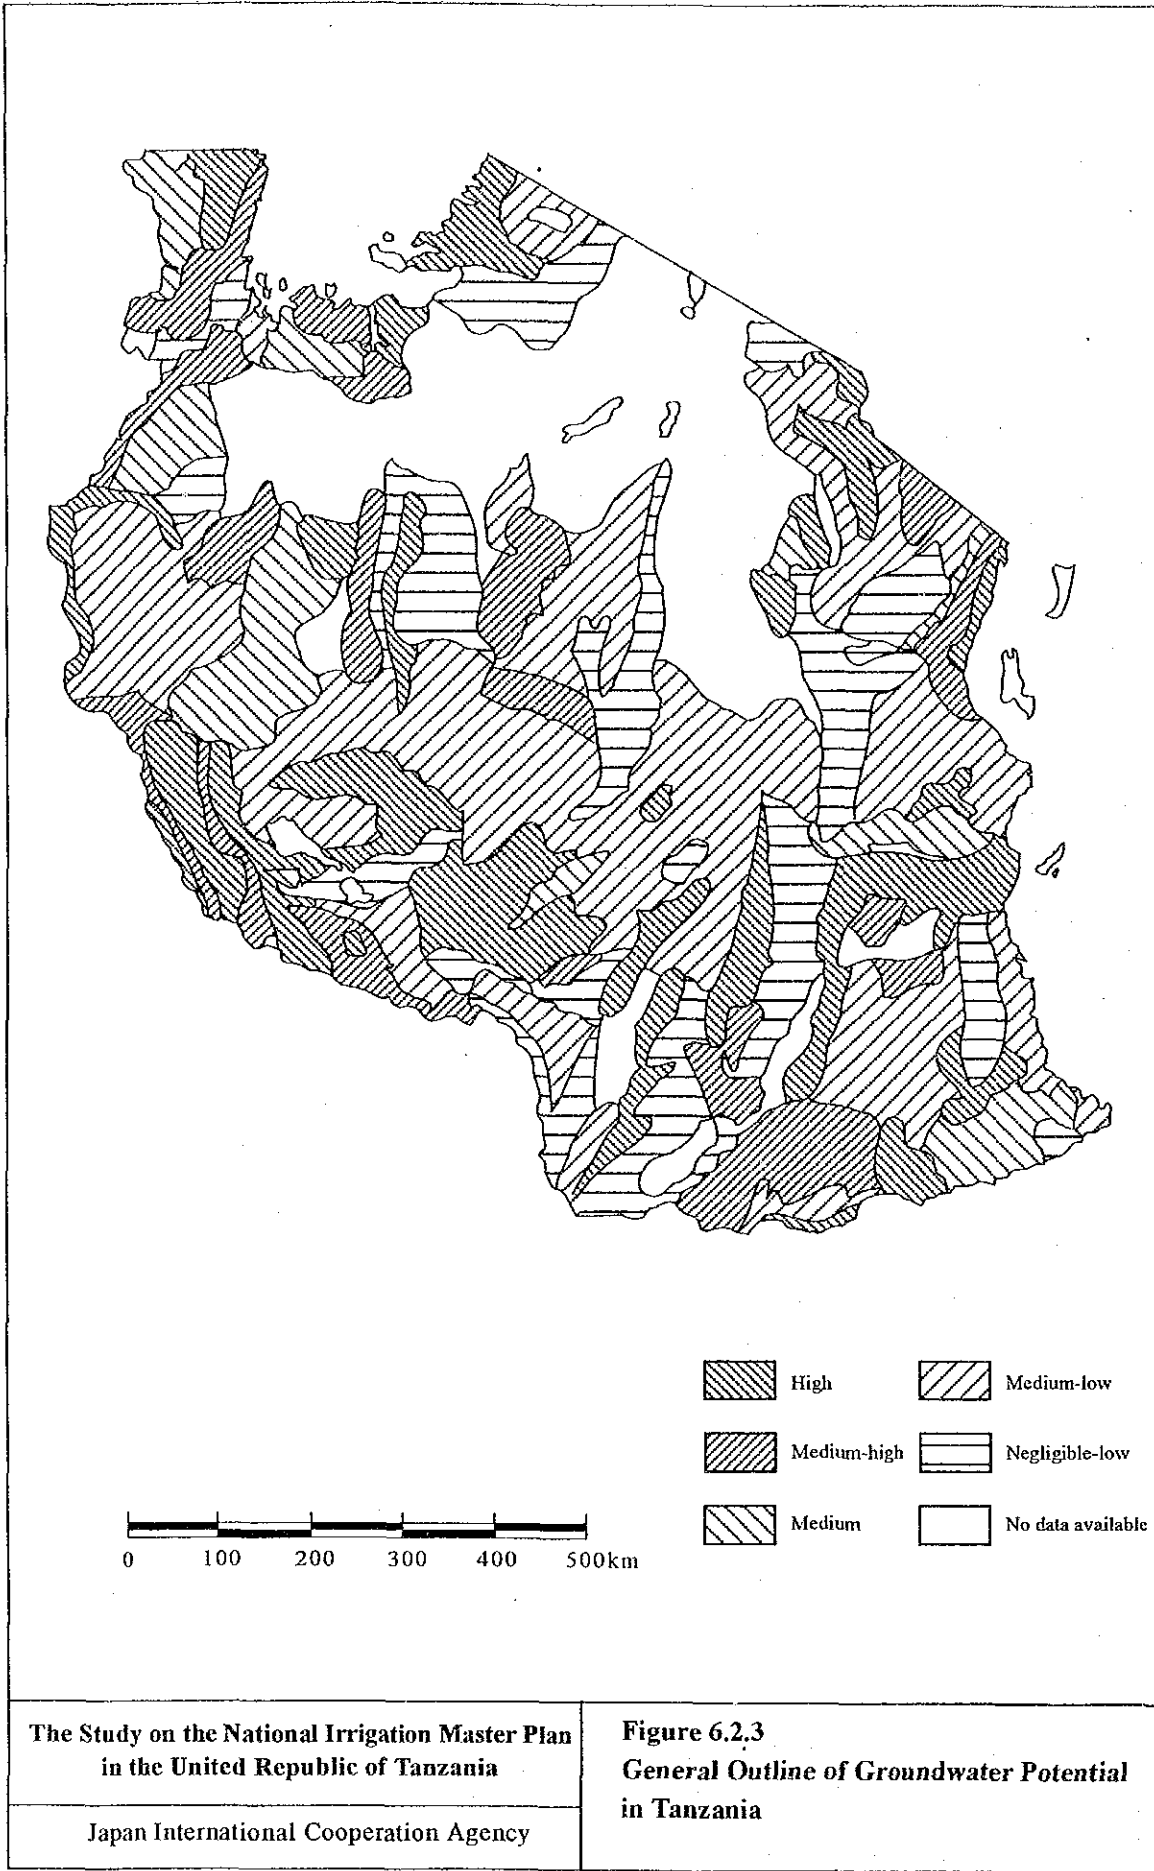 High
Medium-low
Medium-high
Negligible-low
Medium
No data available
0 100 200 300 400 500km
The Study on the National Irrigation Master Plan
in the United Republic of Tanzania
Japan International Cooperation Agency
Figure 6.2.3
General Outline of Groundwater Potential
in Tanzania